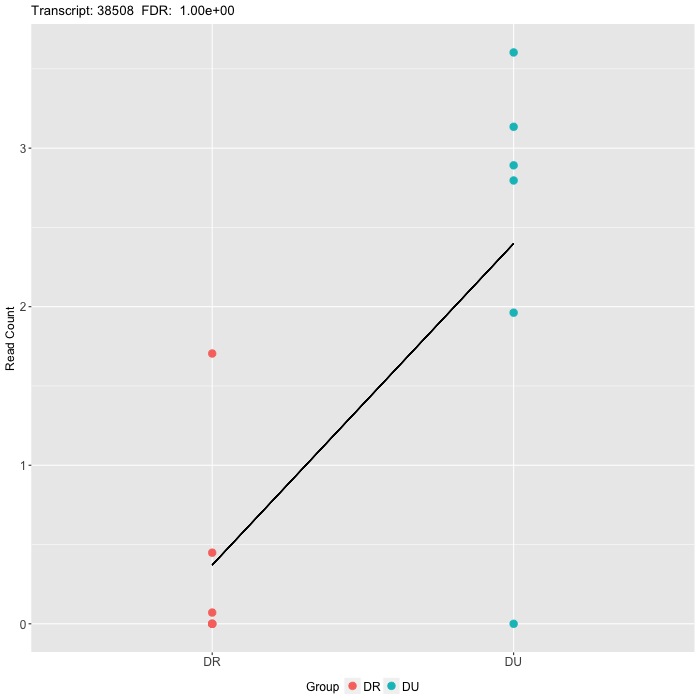 Transcript: 38508  FDR:  1.00e+00
Read Count
3
2
1
0
DR DU
Group DR DU